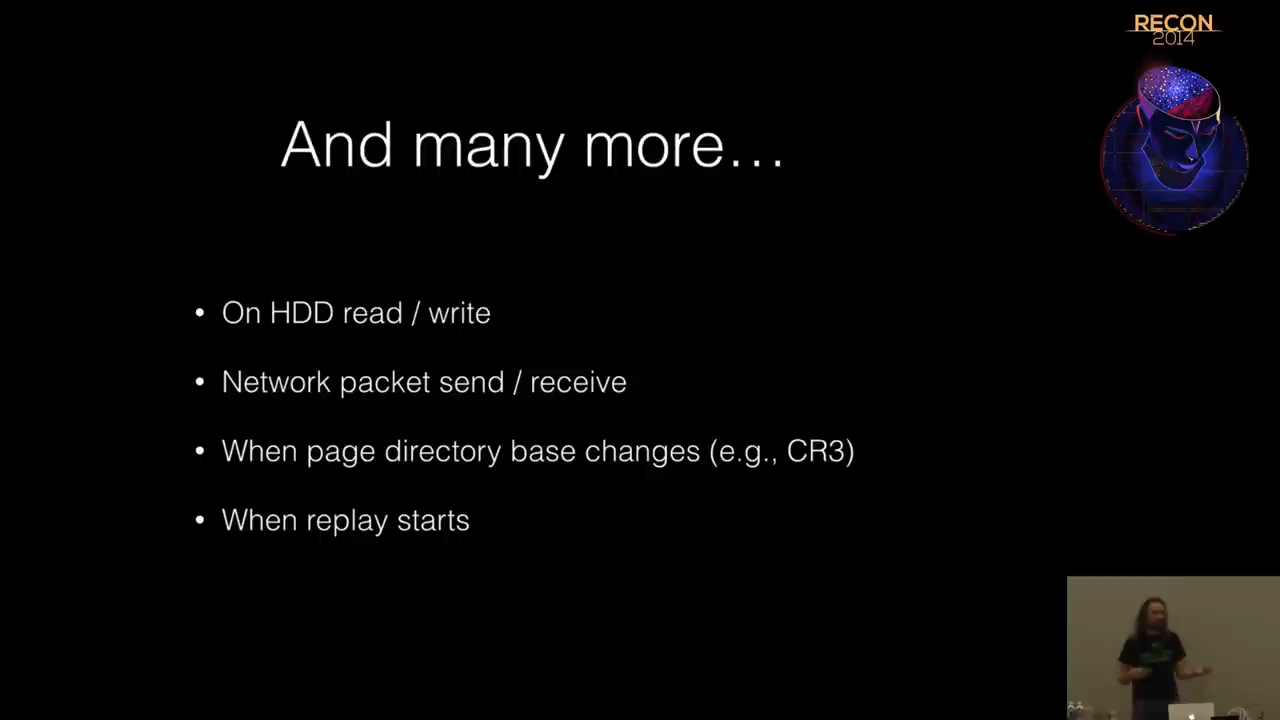 RECON
2014
And many more...
• On HDD read / write
• Network packet send / receive
• When page directory base changes (e.g., CR3)
• When replay starts